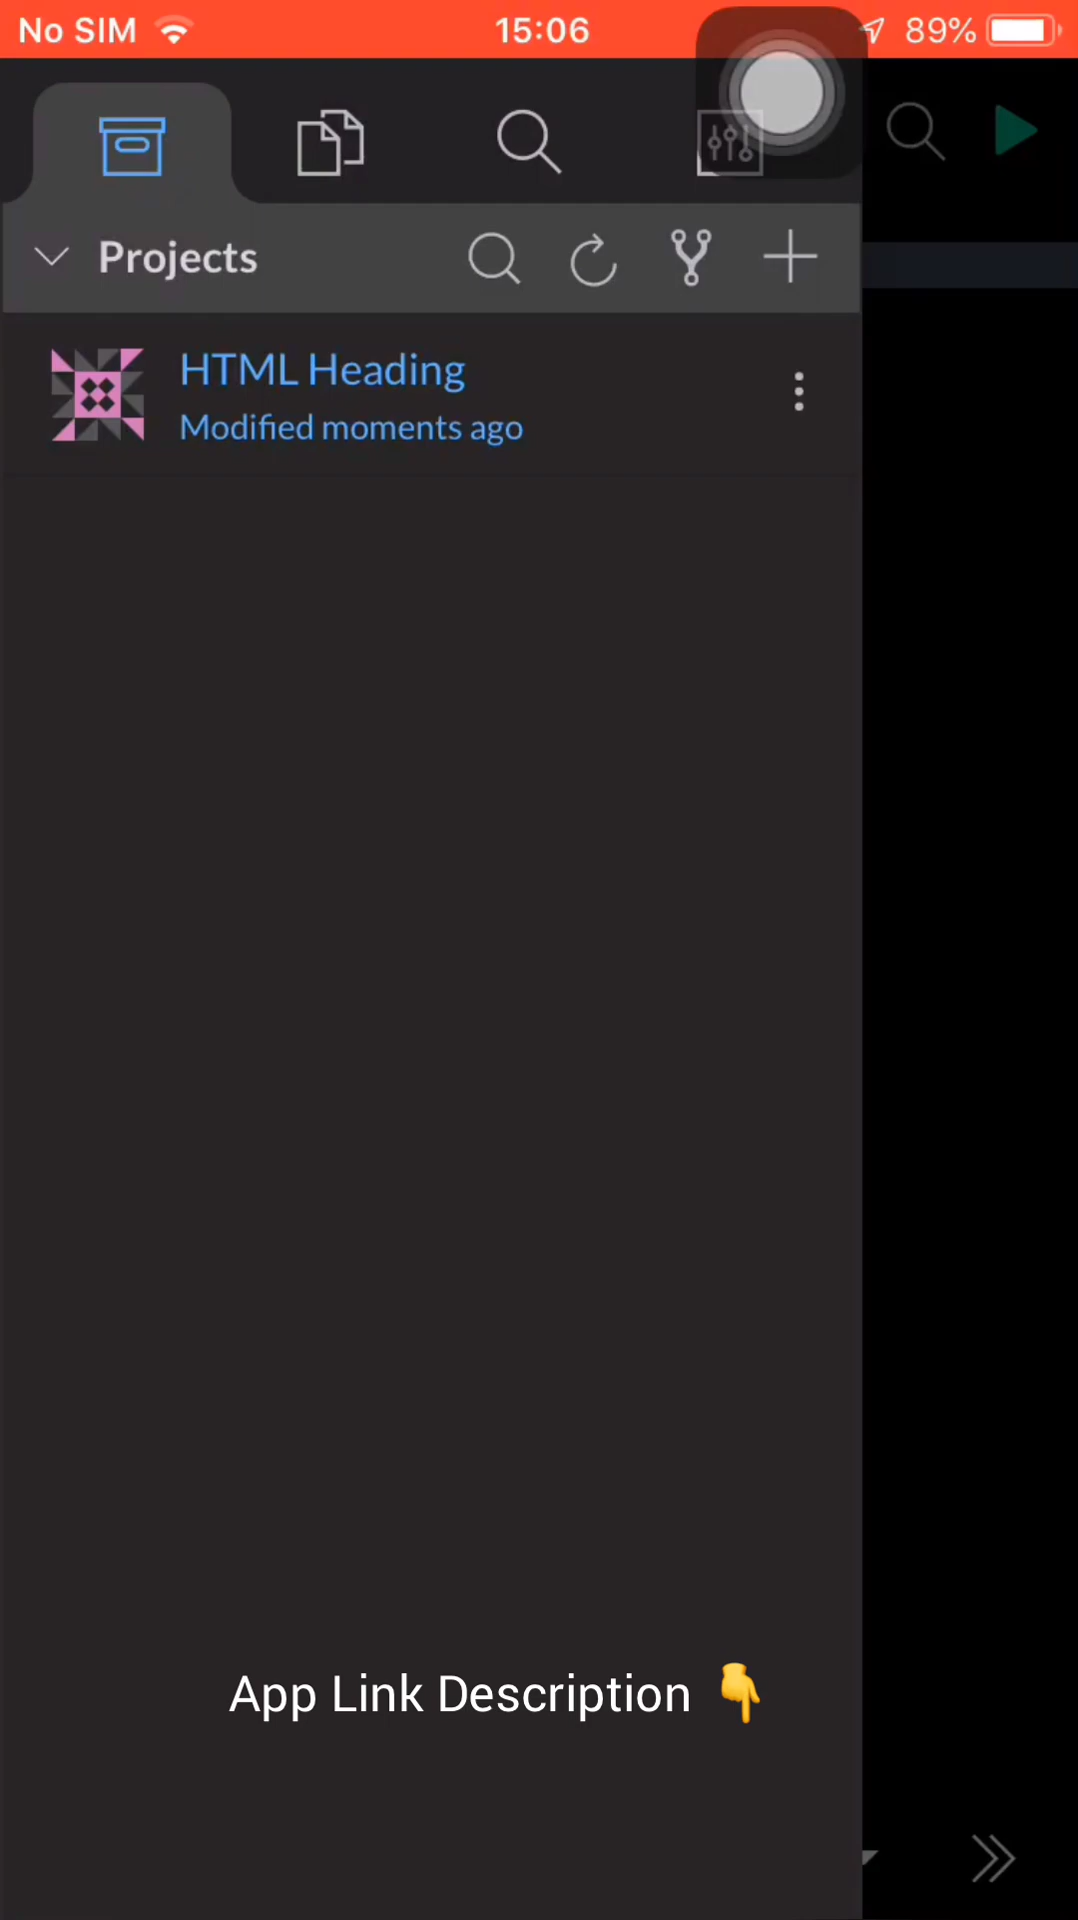 No SIM 15:06 89%
Projects
HTML Heading
Modified moments ago
App Link Description 👇